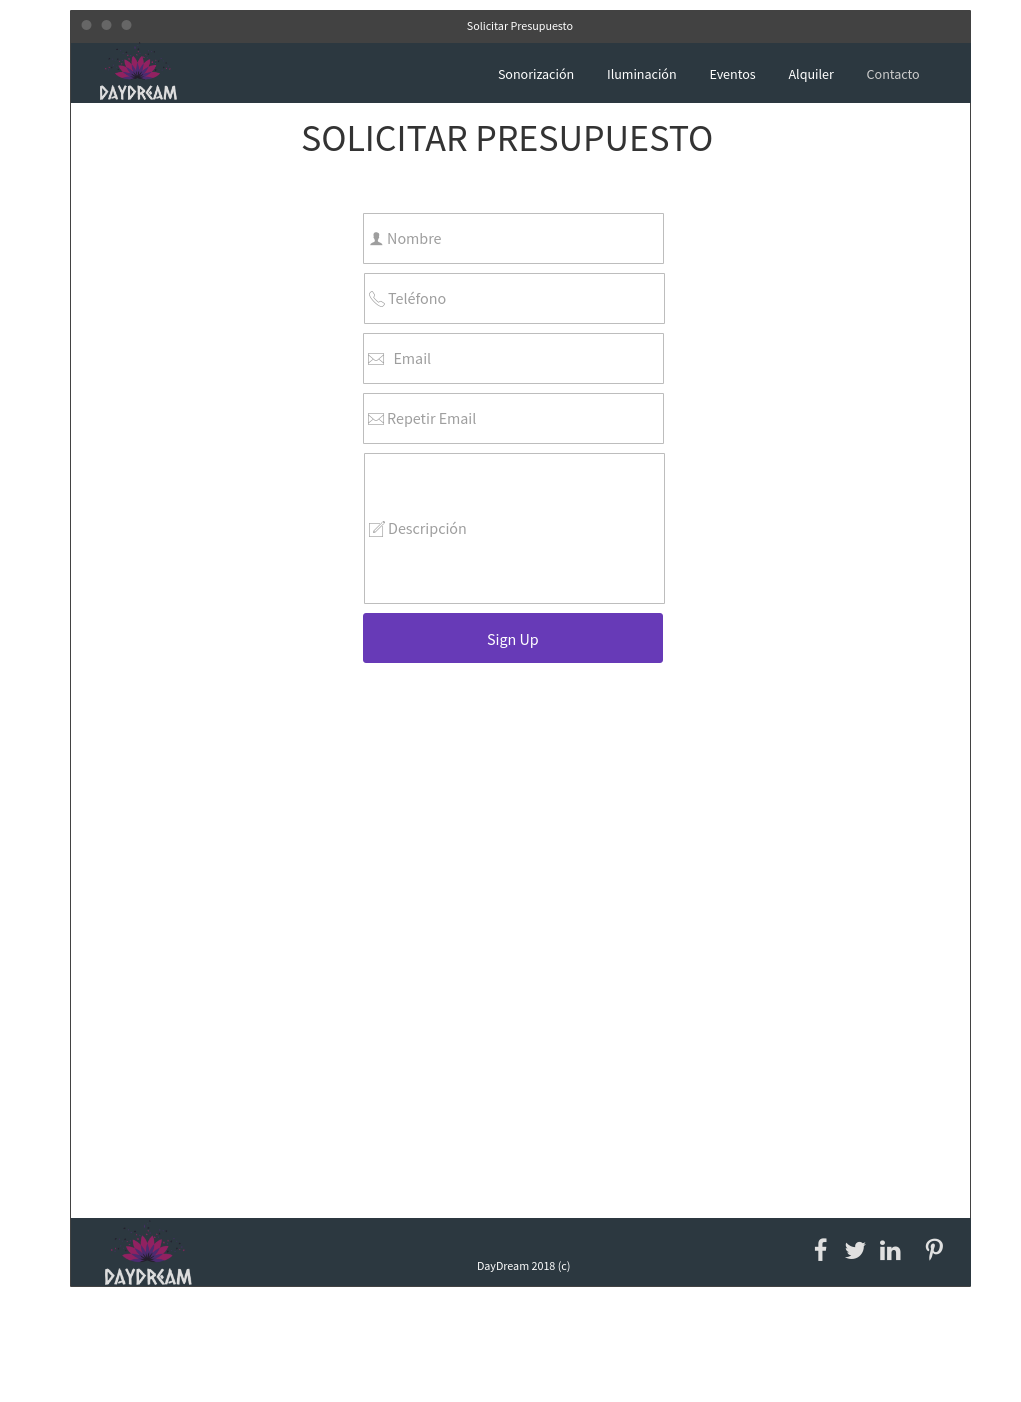 Solicitar Presupuesto
DAYDREAM
Sonorización Iluminación Eventos Alquiler Contacto
SOLICITAR PRESUPUESTO
Nombre
Teléfono
Email
Repetir Email
Descripción
Sign Up
DAYDREAM
DayDream 2018 (c)